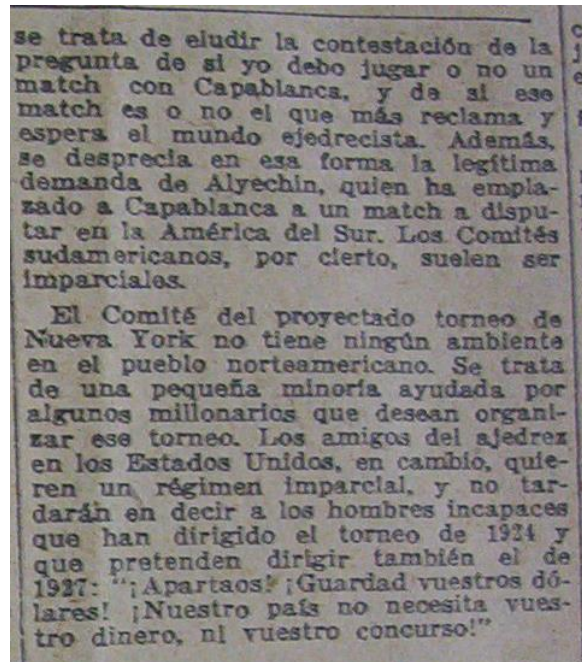 se trata de eludir la contestación de la
pregunta de si yo debo jugar o no un
match con Capablanca, y de si ese
match es o no el que más reclama y
espera el mundo ejedrecista. Además,
se desprecia en esa forma la legítima
demanda de Alyechin, quien ha empla-
zado a Capablanca a un match a dispu-
tar en la América del Sur. Los Comités
sudamericanos, por cierto, suelen ser
imparciales.
El Comité del proyectado torneo de
Nueva York no tiene ningún ambiente
en el pueblo norteamericano. Se trata
de una pequeña minoría ayudada por
algunos millonarios que desean organi-
zar ese torneo. Los amigos del ajedrez
en los Estados Unidos, en cambio, quie-
ren un régimen imparcial, y no tar-
darán en decir a los hombres incapaces
que han dirigido el torneo de 1924 y
que pretenden dirigir también el de
1927: "¡Apartaos! ¡Guardad vuestros dó-
lares! ¡Nuestro país no necesita vues-
tro dinero, ni vuestro concurso!"